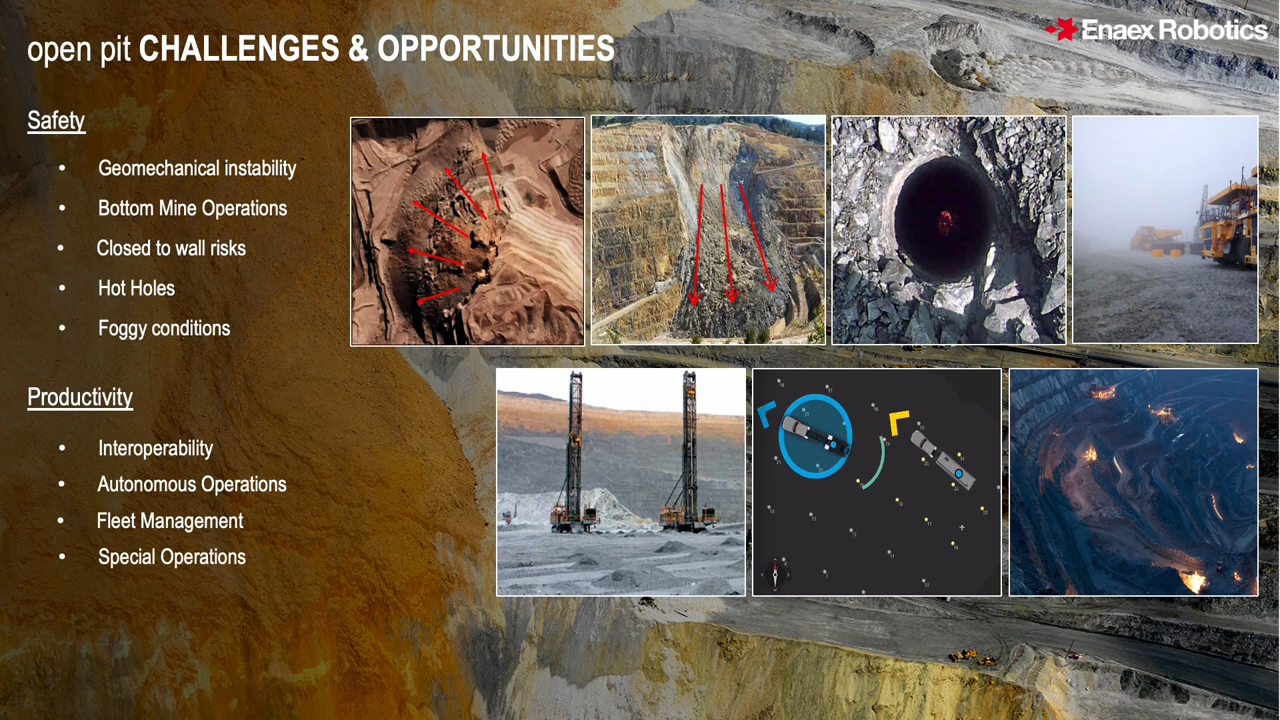 open pit CHALLENGES & OPPORTUNITIES
Enaex Robotics
Safety
• Geomechanical instability
• Bottom Mine Operations
• Closed to wall risks
• Hot Holes
• Foggy conditions
Productivity
• Interoperability
• Autonomous Operations
• Fleet Management
• Special Operations